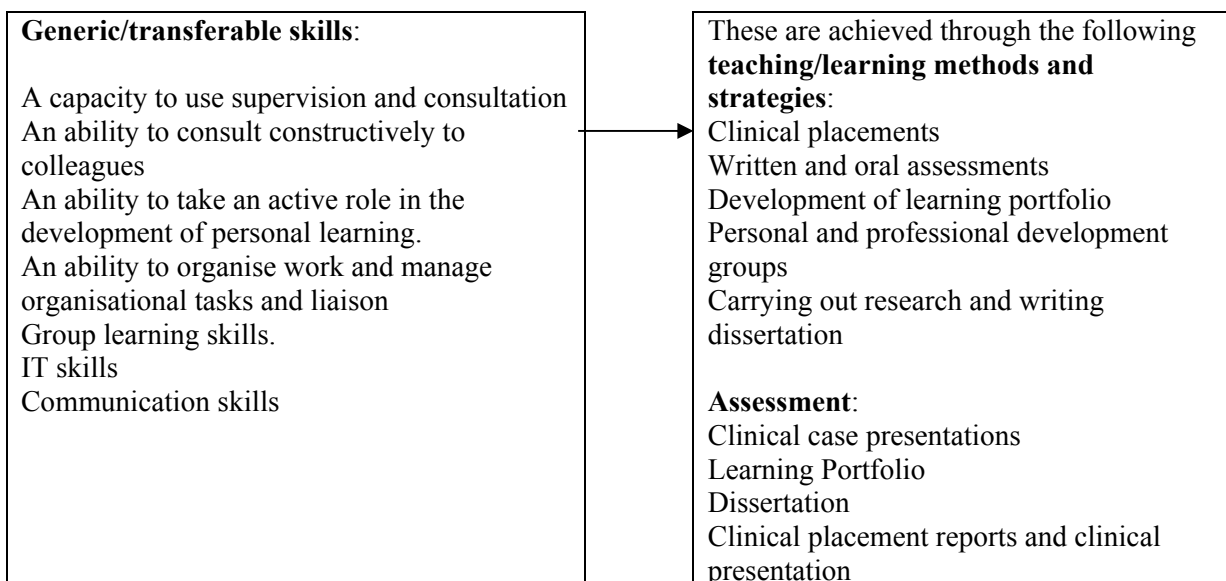 Generic/transferable skills:
A capacity to use supervision and consultation
An ability to consult constructively to
colleagues
An ability to take an active role in the
development of personal learning.
An ability to organise work and manage
organisational tasks and liaison
Group learning skills.
IT skills
Communication skills
These are achieved through the following
teaching/learning methods and
strategies:
Clinical placements
Written and oral assessments
Development of learning portfolio
Personal and professional development
groups
Carrying out research and writing
dissertation
Assessment:
Clinical case presentations
Learning Portfolio
Dissertation
Clinical placement reports and clinical
presentation